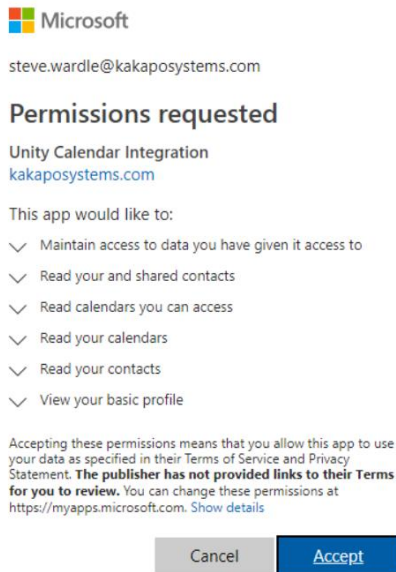 Microsoft
steve.wardle@kakaposystems.com
Permissions requested
Unity Calendar Integration
kakaposystems.com
This app would like to:
Maintain access to data you have given it access to
Read your and shared contacts
Read calendars you can access
Read your calendars
Read your contacts
View your basic profile
Accepting these permissions means that you allow this app to use
your data as specified in their Terms of Service and Privacy
Statement. The publisher has not provided links to their Terms
for you to review. You can change these permissions at
https://myapps.microsoft.com. Show details
Cancel Accept